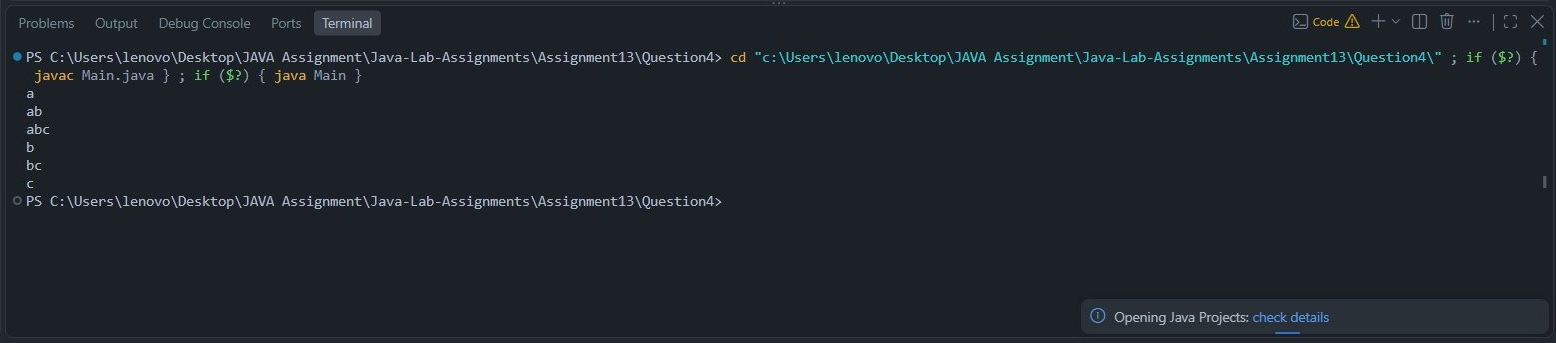 Problems Output Debug Console Ports Terminal Code
PS C:\Users\lenovo\Desktop\JAVA Assignment\Java-Lab-Assignments\Assignment13\Question4> cd "c:\Users\lenovo\Desktop\JAVA Assignment\Java-Lab-Assignments\Assignment13\Question4\" ; if ($?) {
javac Main.java } ; if ($?) { java Main }
a
ab
abc
b
bc
c
PS C:\Users\lenovo\Desktop\JAVA Assignment\Java-Lab-Assignments\Assignment13\Question4>
Opening Java Projects: check details